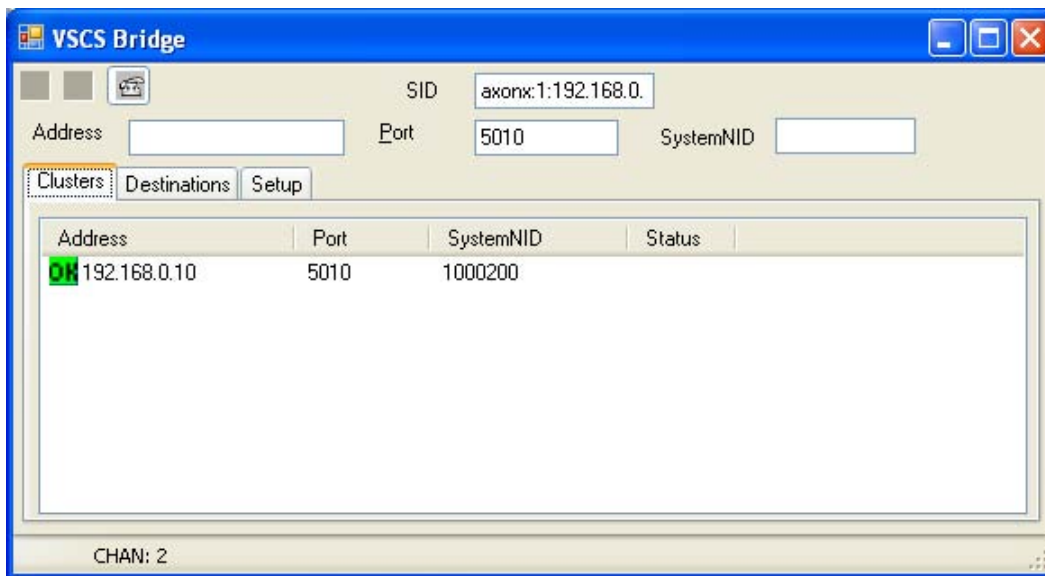 VSCS Bridge
SID axonx:1:192.168.0.
Address Port 5010 SystemNID
Clusters Destinations Setup
Address Port SystemNID Status
OK 192.168.0.10 5010 1000200
CHAN: 2